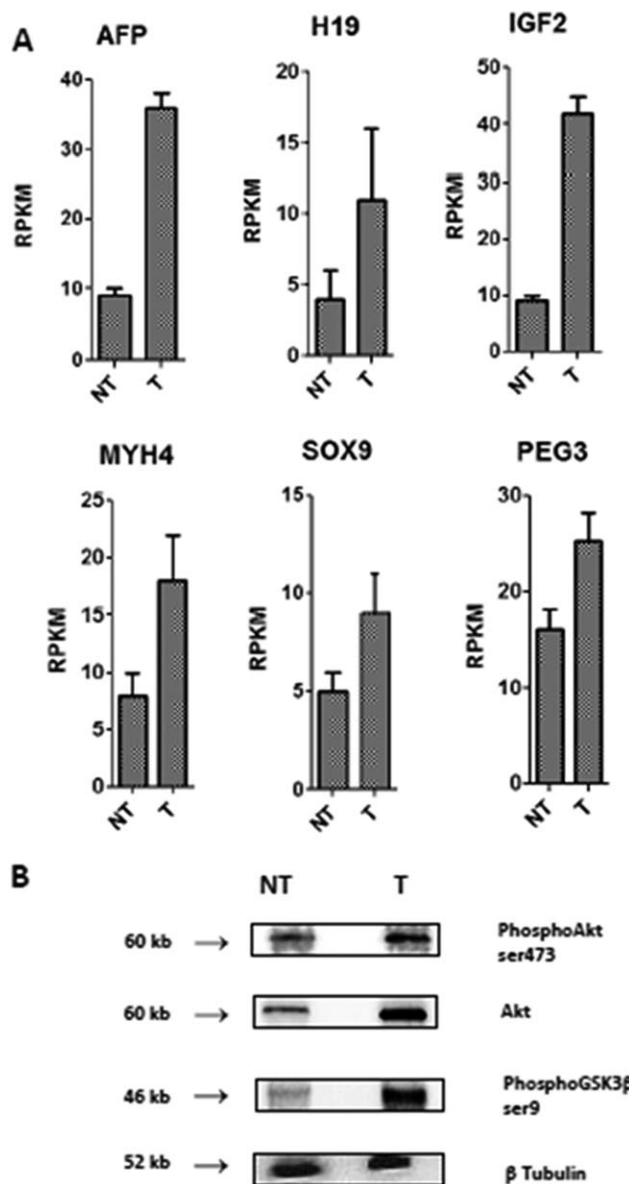 A
AFP
H19
IGF2
RPKM
40
30
20
10
0
NT
T
RPKM
20
15
10
5
0
NT
T
RPKM
50
40
30
20
10
0
NT
T
MYH4
SOX9
PEG3
RPKM
25
20
15
10
5
0
NT
T
RPKM
15
10
5
0
NT
T
RPKM
30
20
10
0
NT
T
B
NT T
60 kb → PhosphoAkt
ser473
60 kb → Akt
46 kb → PhosphoGSK3β
ser9
52 kb → β Tubulin